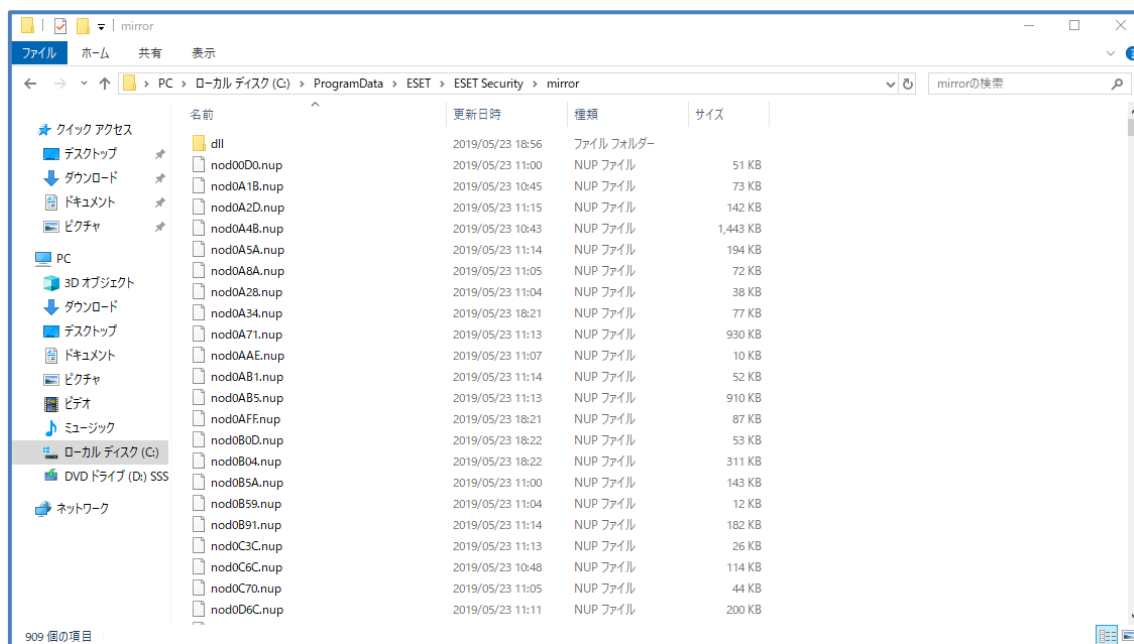 mirror
ファイル ホーム 共有 表示
PC › ローカル ディスク (C:) › ProgramData › ESET › ESET Security › mirror
mirrorの検索
クイック アクセス
デスクトップ
ダウンロード
ドキュメント
ピクチャ
PC
3D オブジェクト
ダウンロード
デスクトップ
ドキュメント
ピクチャ
ビデオ
ミュージック
ローカル ディスク (C:)
DVD ドライブ (D:) SSS
ネットワーク
名前 更新日時 種類 サイズ
dll 2019/05/23 18:56 ファイル フォルダー
nod00D0.nup 2019/05/23 11:00 NUP ファイル 51 KB
nod0A1B.nup 2019/05/23 10:45 NUP ファイル 73 KB
nod0A2D.nup 2019/05/23 11:15 NUP ファイル 142 KB
nod0A4B.nup 2019/05/23 10:43 NUP ファイル 1,443 KB
nod0A5A.nup 2019/05/23 11:14 NUP ファイル 194 KB
nod0A8A.nup 2019/05/23 11:05 NUP ファイル 72 KB
nod0A28.nup 2019/05/23 11:04 NUP ファイル 38 KB
nod0A34.nup 2019/05/23 18:21 NUP ファイル 77 KB
nod0A71.nup 2019/05/23 11:13 NUP ファイル 930 KB
nod0AAE.nup 2019/05/23 11:07 NUP ファイル 10 KB
nod0AB1.nup 2019/05/23 11:14 NUP ファイル 52 KB
nod0AB5.nup 2019/05/23 11:13 NUP ファイル 910 KB
nod0AFF.nup 2019/05/23 18:21 NUP ファイル 87 KB
nod0B0D.nup 2019/05/23 18:22 NUP ファイル 53 KB
nod0B04.nup 2019/05/23 18:22 NUP ファイル 311 KB
nod0B5A.nup 2019/05/23 11:00 NUP ファイル 143 KB
nod0B59.nup 2019/05/23 11:04 NUP ファイル 12 KB
nod0B91.nup 2019/05/23 11:14 NUP ファイル 182 KB
nod0C3C.nup 2019/05/23 11:13 NUP ファイル 26 KB
nod0C6C.nup 2019/05/23 10:48 NUP ファイル 114 KB
nod0C70.nup 2019/05/23 11:05 NUP ファイル 44 KB
nod0D6C.nup 2019/05/23 11:11 NUP ファイル 200 KB
909 個の項目